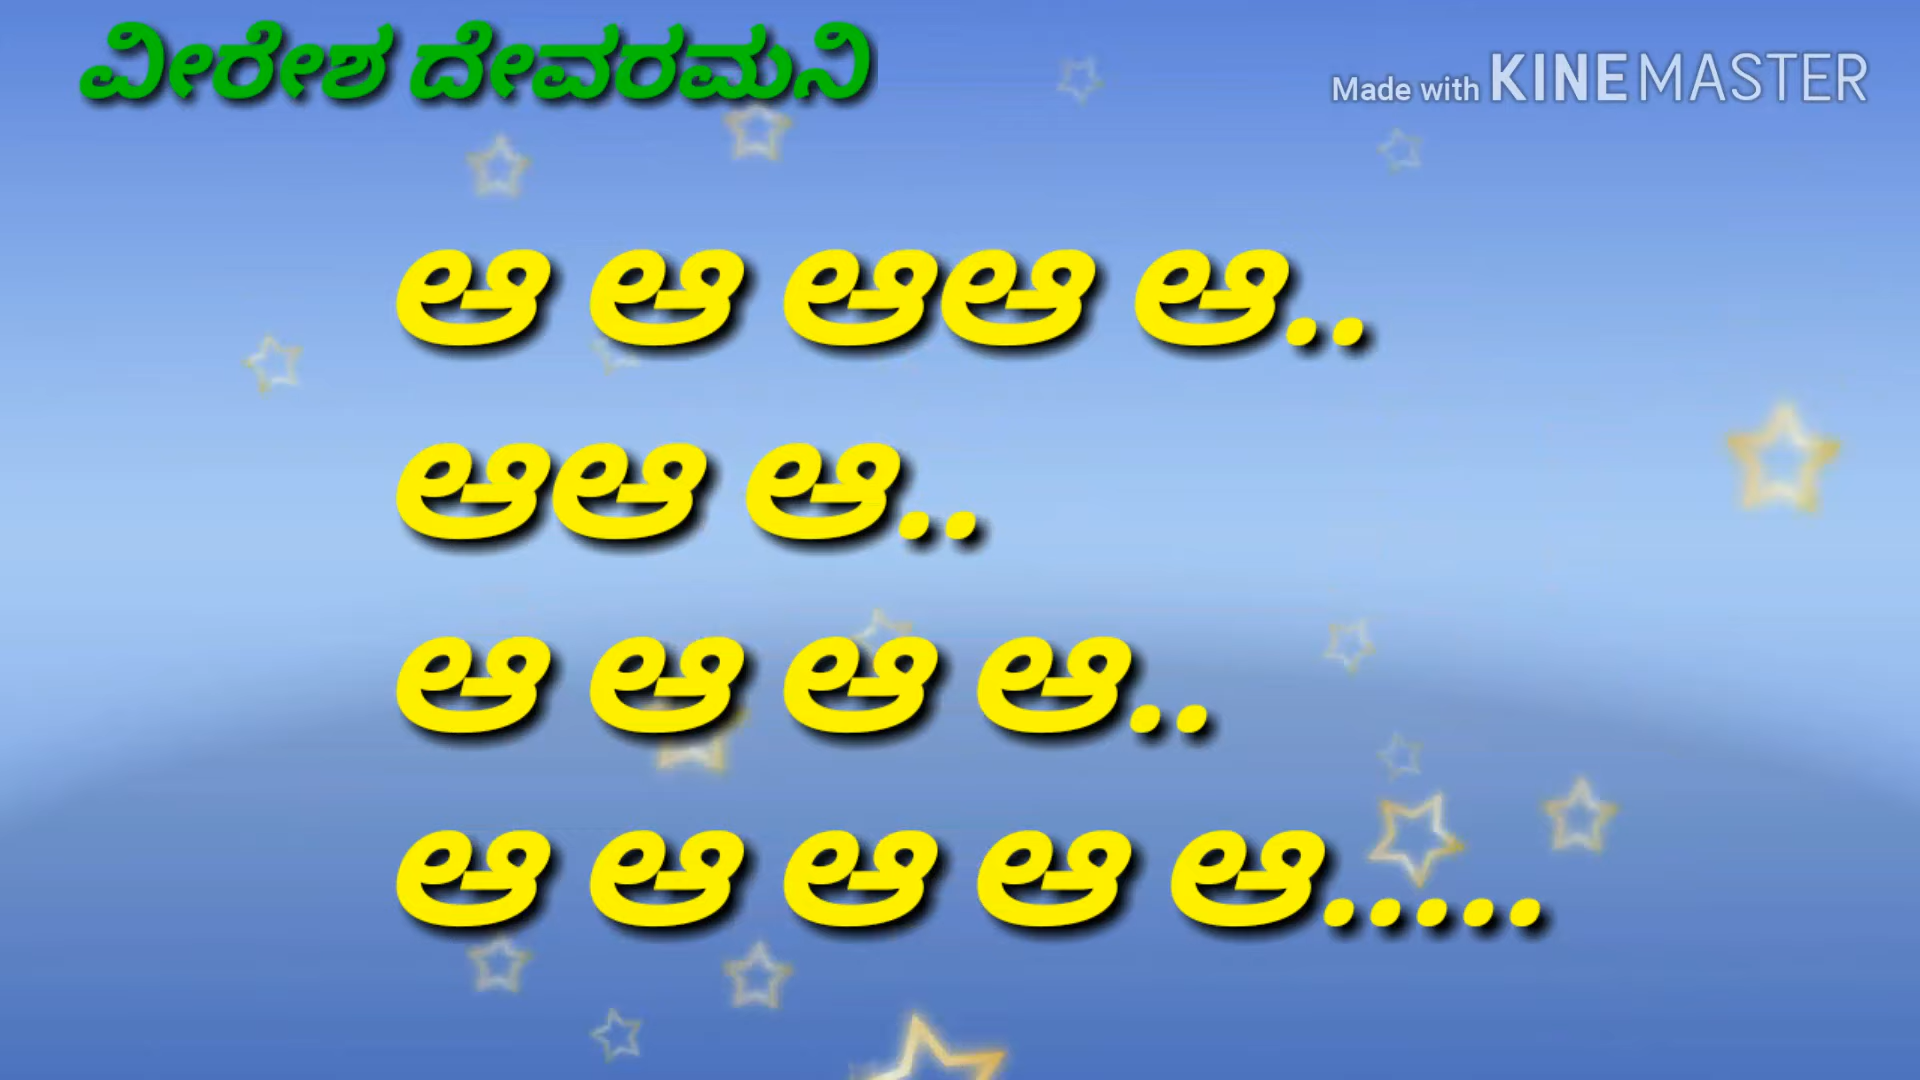 ವೀರೇಶ ದೇವರಮನಿ
Made with KINEMASTER
ಆ ಆ ಆಆ ಆ..
ಆಆ ಆ..
ಆ ಆ ಆ ಆ..
ಆ ಆ ಆ ಆ ಆ.....